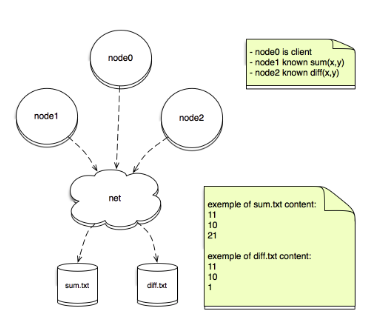 node0
- node0 is client
- node1 known sum(x,y)
- node2 known diff(x,y)
node1
node2
net
exemple of sum.txt content:
11
10
21
exemple of diff.txt content:
11
10
1
sum.txt
diff.txt